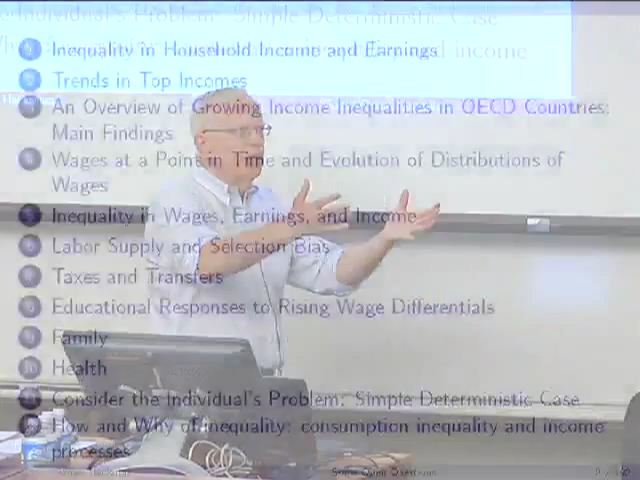 e Individual's Problem: Simple Deterministic Case
Inequality in Household Income and Earnings
Trends in Top Incomes
An Overview of Growing Income Inequalities in OECD Countries:
Main Findings
Wages at a Point in Time and Evolution of Distributions of
Wages
Inequality in Wages, Earnings, and Income
Labor Supply and Selection Bias
Taxes and Transfers
Educational Responses to Rising Wage Differentials
Family
10 Health
Consider the Individual's Problem: Simple Deterministic Case
How and Why of inequality: consumption inequality and income
processes
Some Open Questions